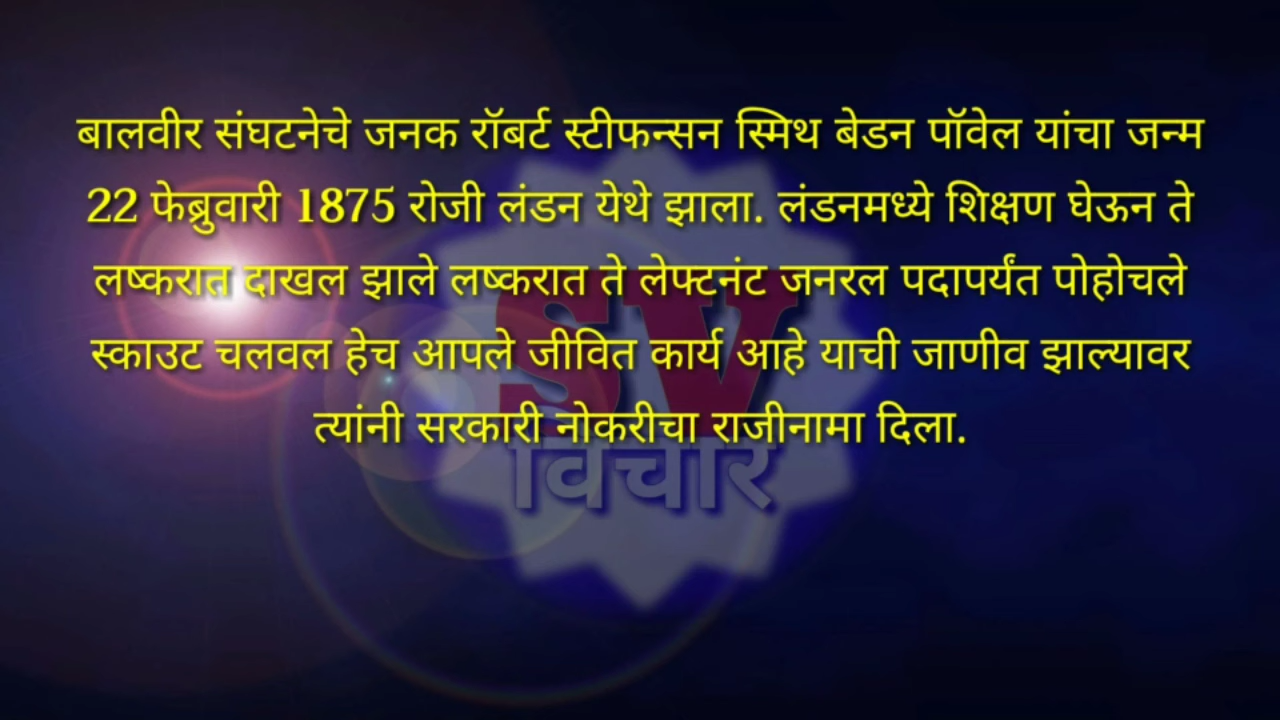 बालवीर संघटनेचे जनक रॉबर्ट स्टीफन्सन स्मिथ बेडन पॉवेल यांचा जन्म
22 फेब्रुवारी 1875 रोजी लंडन येथे झाला. लंडनमध्ये शिक्षण घेऊन ते
लष्करात दाखल झाले लष्करात ते लेफ्टनंट जनरल पदापर्यंत पोहोचले
स्काउट चलवल हेच आपले जीवित कार्य आहे याची जाणीव झाल्यावर
त्यांनी सरकारी नोकरीचा राजीनामा दिला.
SV
विचार